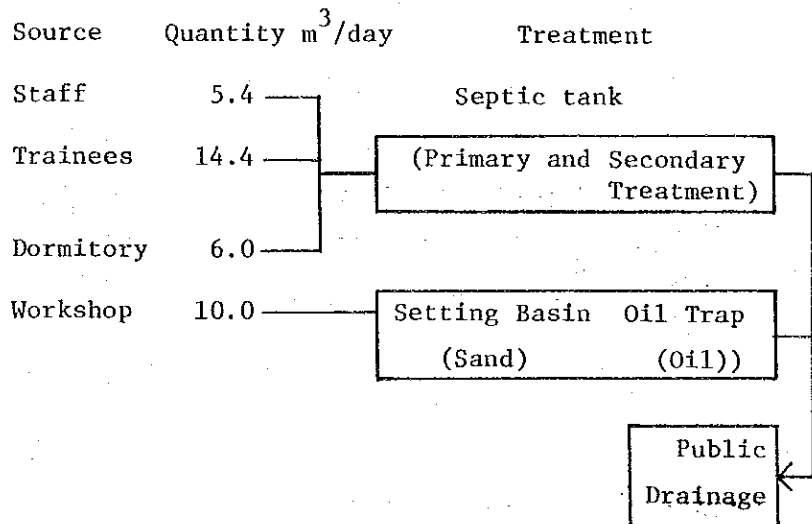 Source Quantity m³/day Treatment
Staff 5.4 Septic tank
Trainees 14.4 (Primary and Secondary
Treatment)
Dormitory 6.0
Workshop 10.0 Setting Basin Oil Trap
(Sand) (Oil))
Public
Drainage